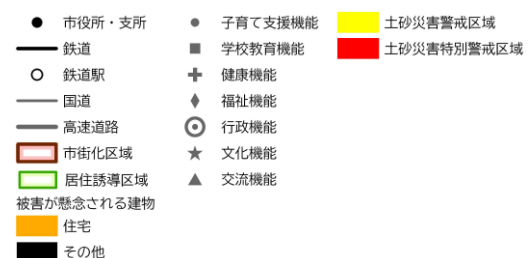 市役所・支所
鉄道
鉄道駅
国道
高速道路
市街化区域
居住誘導区域
被害が懸念される建物
住宅
その他
子育て支援機能
学校教育機能
健康機能
福祉機能
行政機能
文化機能
交流機能
土砂災害警戒区域
土砂災害特別警戒区域